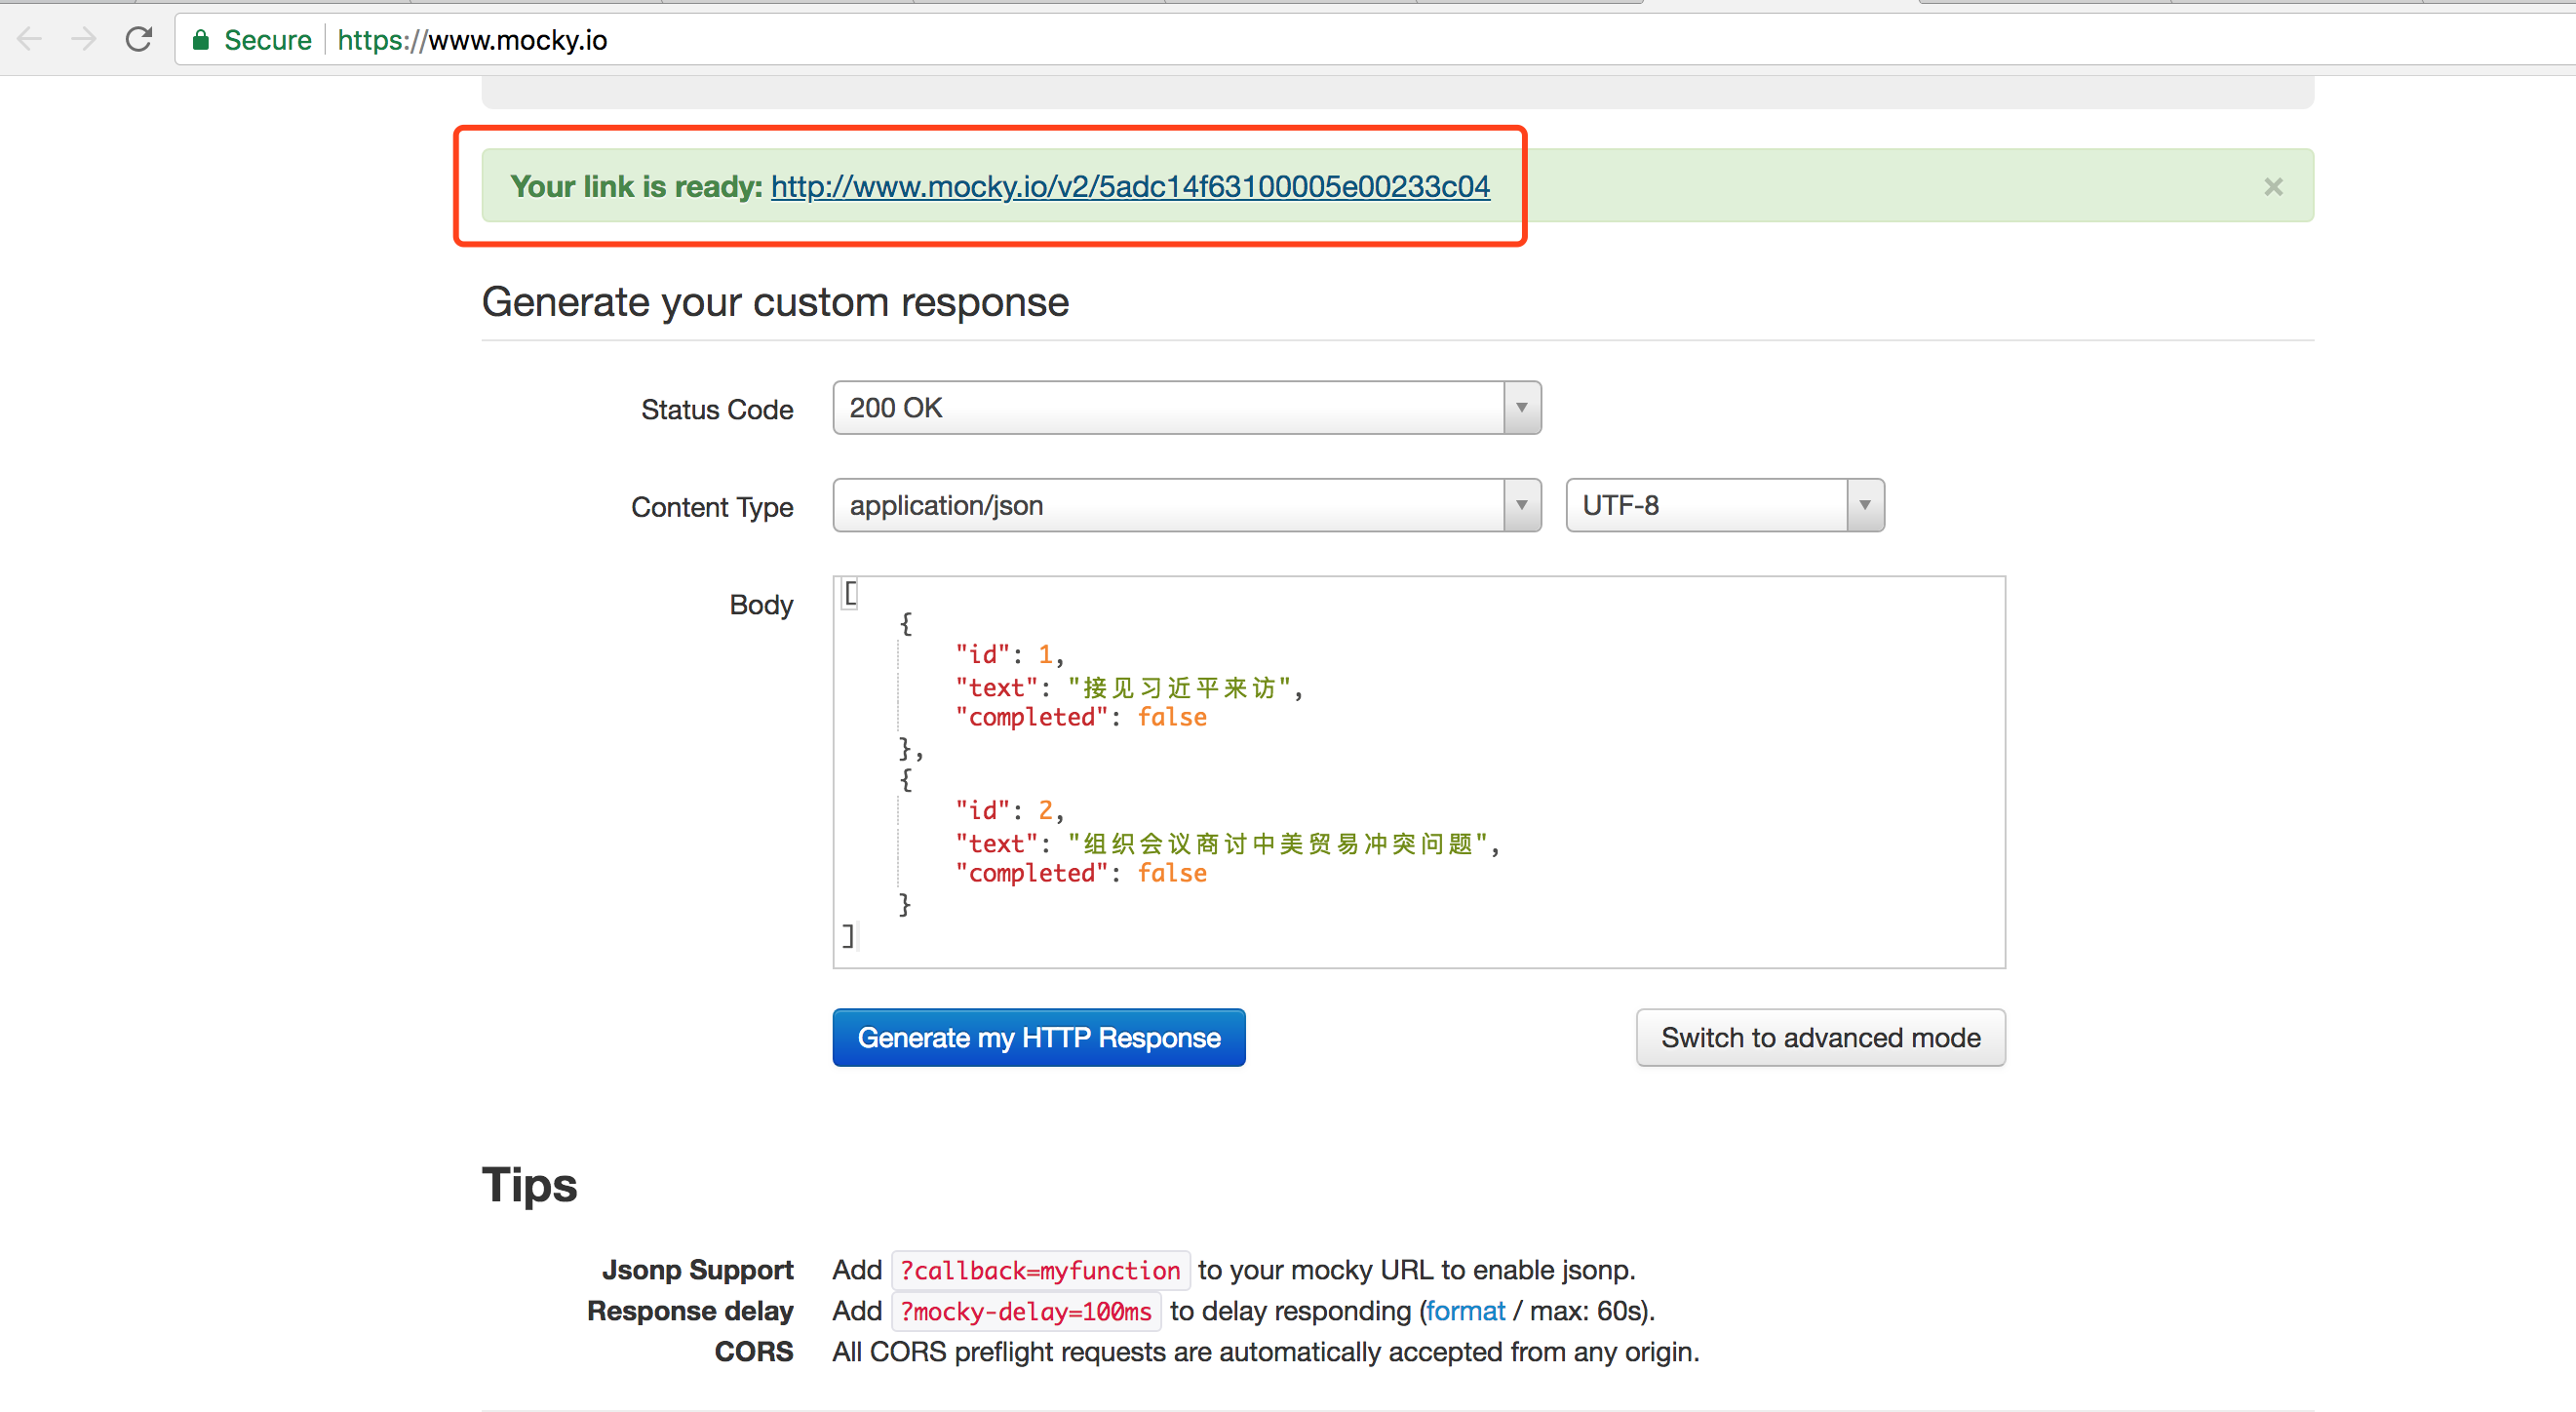 Secure https://www.mocky.io
Your link is ready: http://www.mocky.io/v2/5adc14f63100005e00233c04
×
Generate your custom response
Status Code 200 OK
Content Type application/json UTF-8
Body
[
{
"id": 1,
"text": "接见习近平来访",
"completed": false
},
{
"id": 2,
"text": "组织会议商讨中美贸易冲突问题",
"completed": false
}
]
Generate my HTTP Response Switch to advanced mode
Tips
Jsonp Support Add ?callback=myfunction to your mocky URL to enable jsonp.
Response delay Add ?mocky-delay=100ms to delay responding (format / max: 60s).
CORS All CORS preflight requests are automatically accepted from any origin.